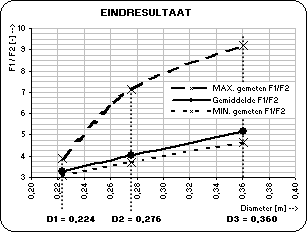 EINDRESULTAAT
F1 / F2 [-] -->
10
9
8
7
6
5
4
3
MAX. gemeten F1/F2
Gemiddelde F1/F2
MIN. gemeten F1/F2
0,20
0,22
0,24
0,26
0,28
0,30
0,32
0,34
0,36
0,38
0,40
Diameter [m] -->
D1 = 0,224
D2 = 0,276
D3 = 0,360